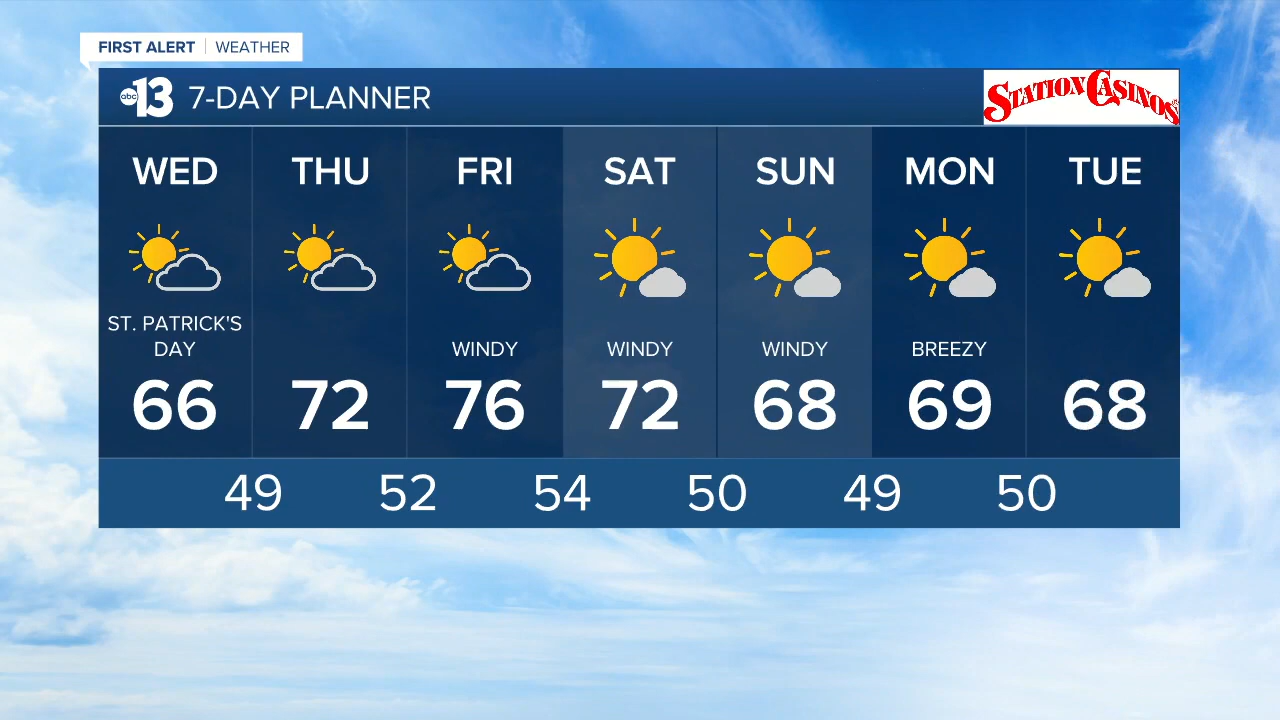 FIRST ALERT | WEATHER
abc 13 7-DAY PLANNER
STATION CASINOS
WED THU FRI SAT SUN MON TUE
ST. PATRICK'S
DAY WINDY WINDY WINDY BREEZY
66 72 76 72 68 69 68
49 52 54 50 49 50